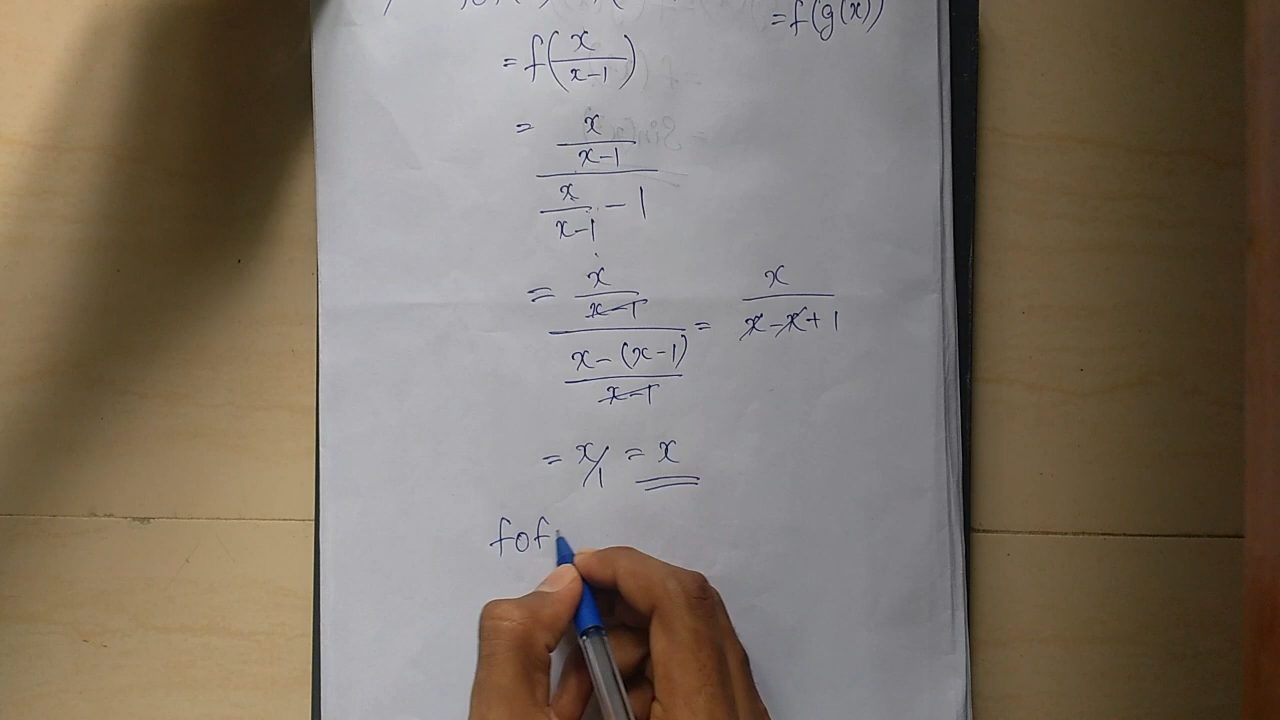 = f(g(x))
= f(x/(x-1))
= (x/(x-1))/(x/(x-1) - 1)
= (x/(x-1))/((x-(x-1))/(x-1)) = x/(x-x+1)
= x/1 = x
fof